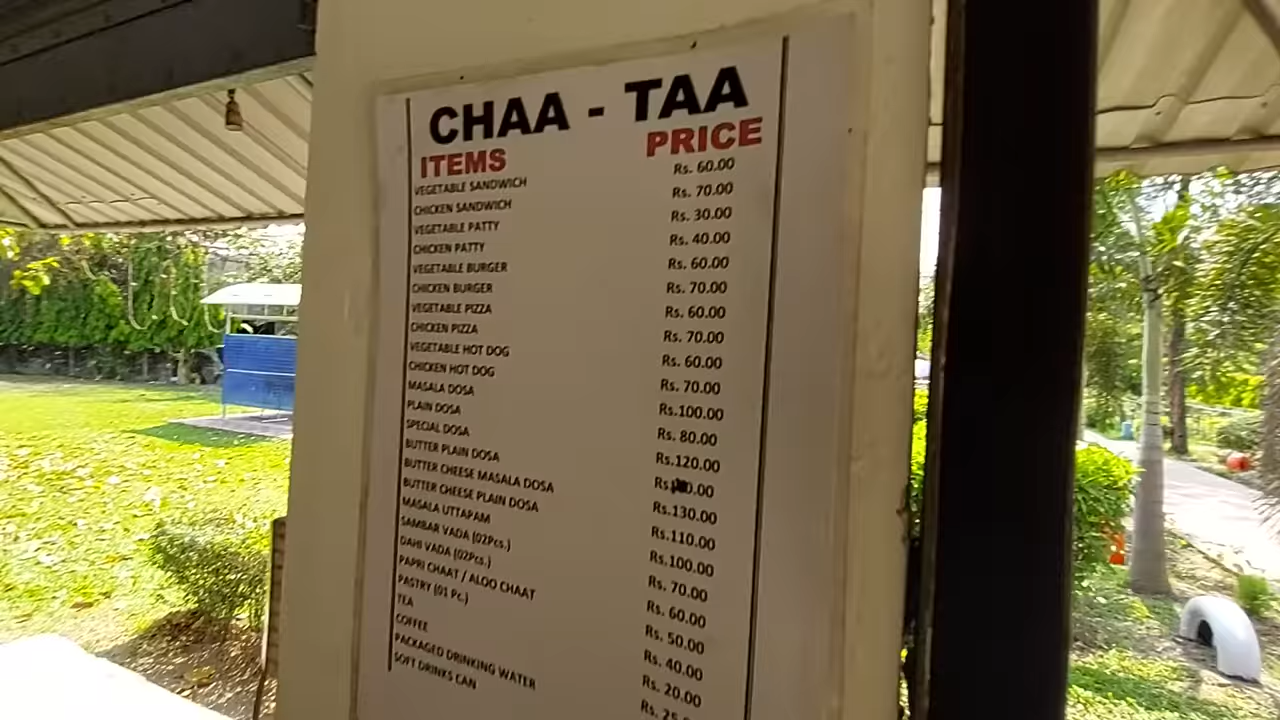 CHAA - TAA
ITEMS PRICE
VEGETABLE SANDWICH Rs. 60.00
CHICKEN SANDWICH Rs. 70.00
VEGETABLE PATTY Rs. 30.00
CHICKEN PATTY Rs. 40.00
VEGETABLE BURGER Rs. 60.00
CHICKEN BURGER Rs. 70.00
VEGETABLE PIZZA Rs. 60.00
CHICKEN PIZZA Rs. 70.00
VEGETABLE HOT DOG Rs. 60.00
CHICKEN HOT DOG Rs. 70.00
MASALA DOSA Rs.100.00
PLAIN DOSA Rs. 80.00
SPECIAL DOSA Rs.120.00
BUTTER PLAIN DOSA
BUTTER CHEESE MASALA DOSA Rs.130.00
BUTTER CHEESE PLAIN DOSA Rs.110.00
MASALA UTTAPAM Rs.100.00
SAMBAR VADA (02Pcs.) Rs. 70.00
DAHI VADA (02Pcs.) Rs. 60.00
PAPRI CHAAT / ALOO CHAAT Rs. 50.00
PASTRY (01 Pc.) Rs. 40.00
TEA Rs. 20.00
COFFEE Rs.
PACKAGED DRINKING WATER
SOFT DRINKS CAN